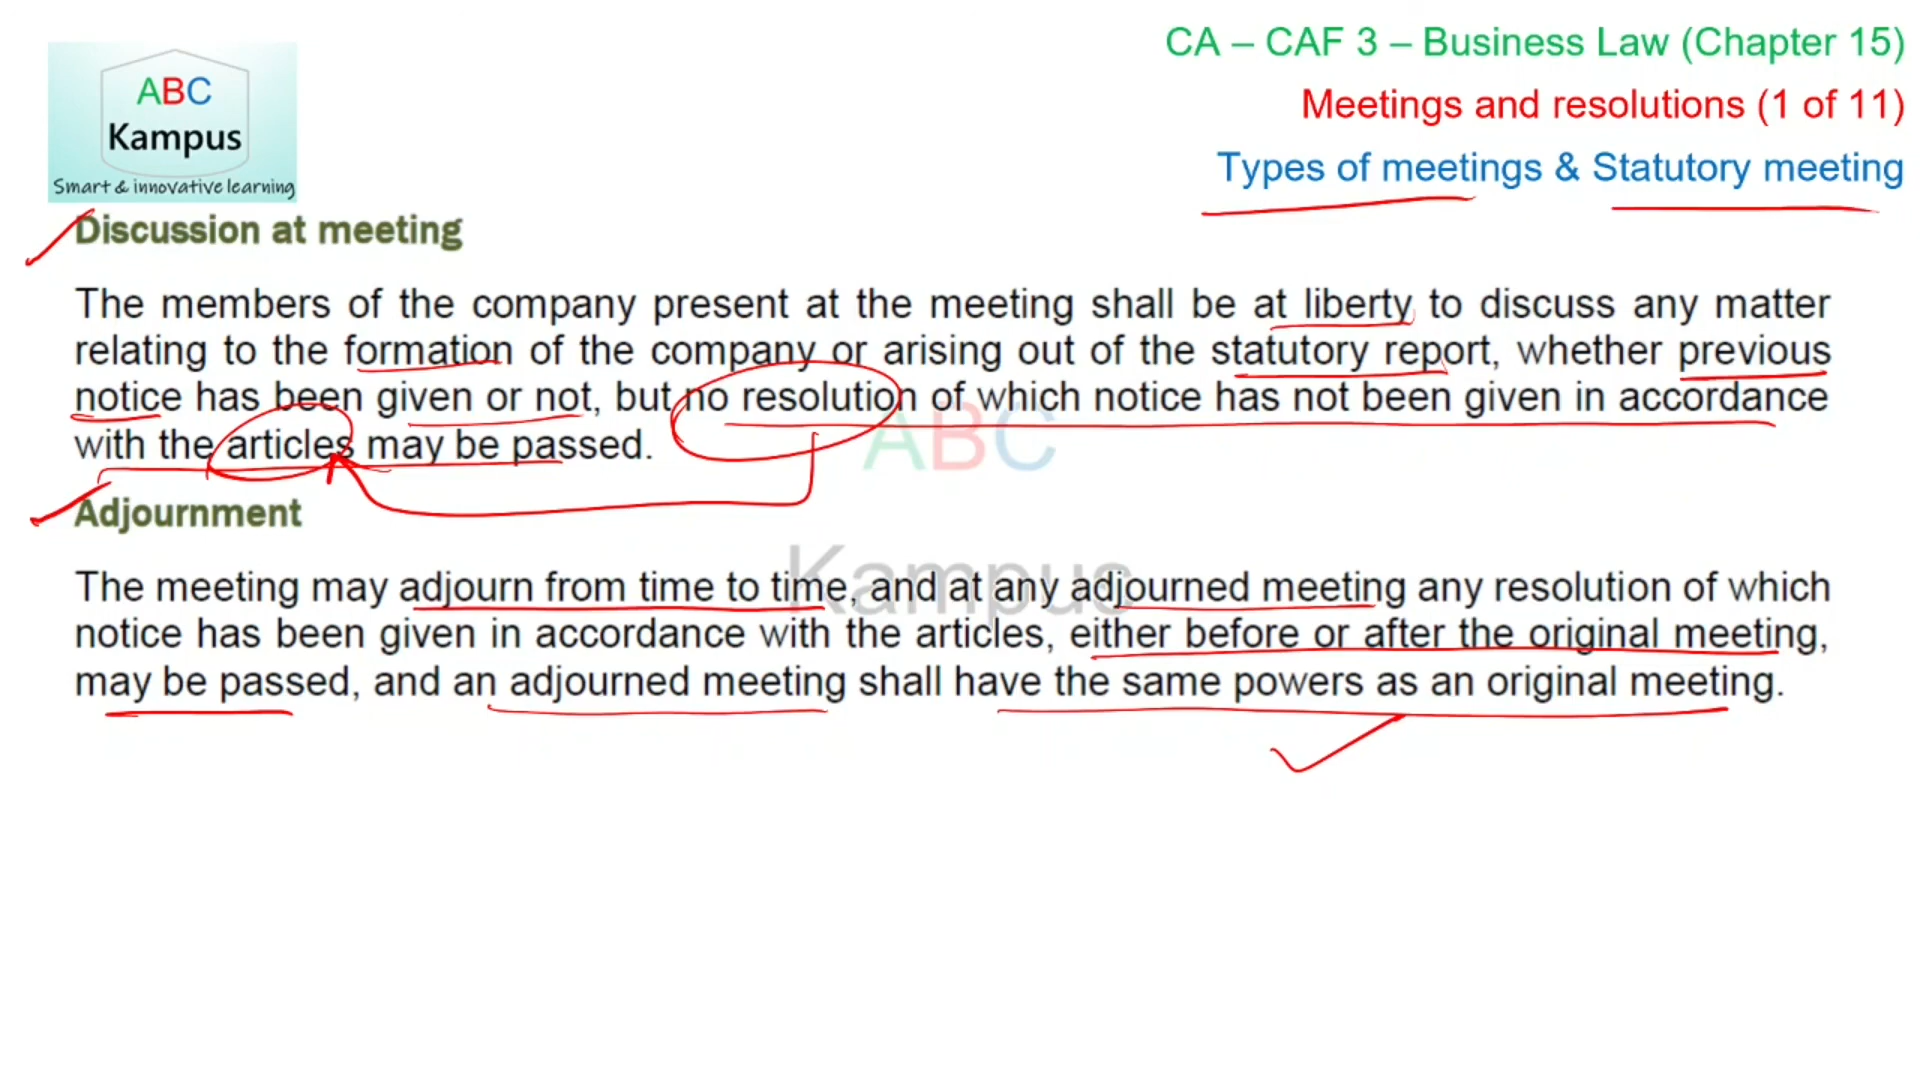 CA – CAF 3 – Business Law (Chapter 15)
Meetings and resolutions (1 of 11)
Types of meetings & Statutory meeting
ABC
Kampus
Smart & innovative learning
Discussion at meeting
The members of the company present at the meeting shall be at liberty to discuss any matter
relating to the formation of the company or arising out of the statutory report, whether previous
notice has been given or not, but no resolution of which notice has not been given in accordance
with the articles may be passed.
ABC
Adjournment
Kampus
The meeting may adjourn from time to time, and at any adjourned meeting any resolution of which
notice has been given in accordance with the articles, either before or after the original meeting,
may be passed, and an adjourned meeting shall have the same powers as an original meeting.